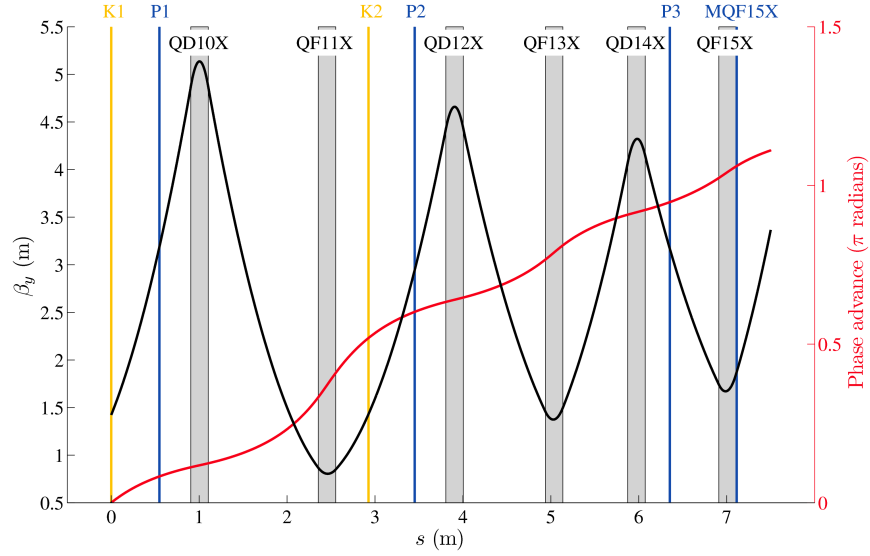 K1 P1 K2 P2 P3 MQF15X
QD10X QF11X QD12X QF13X QD14X QF15X
5.5
5
4.5
4
3.5
3
2.5
2
1.5
1
0.5
β_y (m)
1.5
1
0.5
0
Phase advance (π radians)
0 1 2 3 4 5 6 7
s (m)